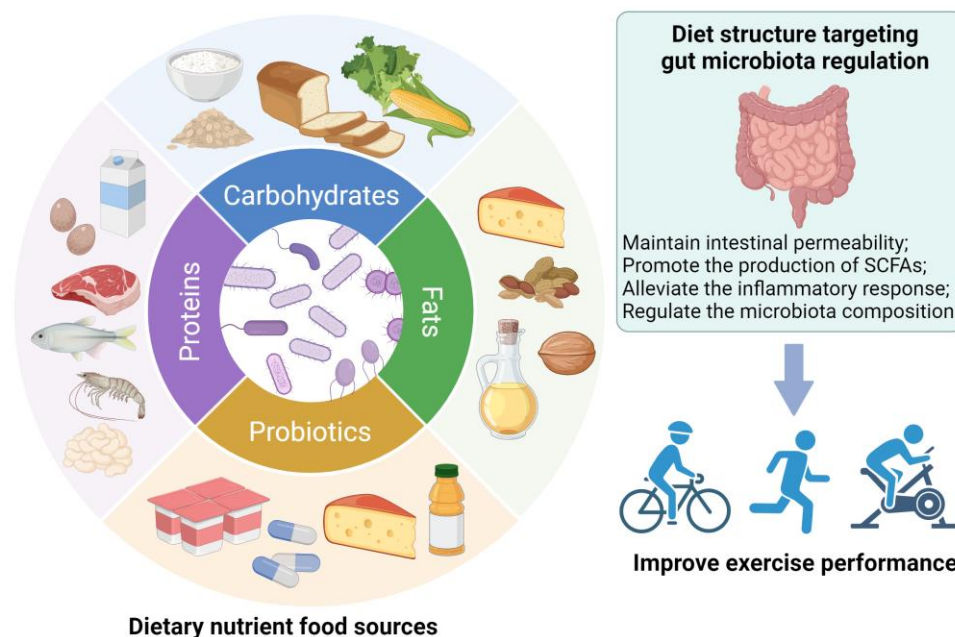 Carbohydrates
Proteins
Fats
Probiotics
Dietary nutrient food sources
Diet structure targeting
gut microbiota regulation
Maintain intestinal permeability;
Promote the production of SCFAs;
Alleviate the inflammatory response;
Regulate the microbiota composition
Improve exercise performance